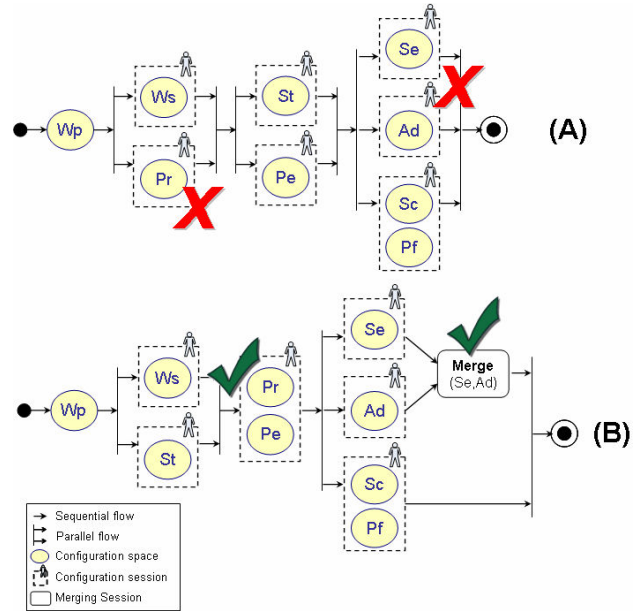 Se
Ws
St
X
Wp
Ad
(A)
Pr
Pe
X
Sc
Pf
Se
Ws
Pr
Merge
(Se,Ad)
Wp
Ad
(B)
St
Pe
Sc
Pf
Sequential flow
Parallel flow
Configuration space
Configuration session
Merging Session